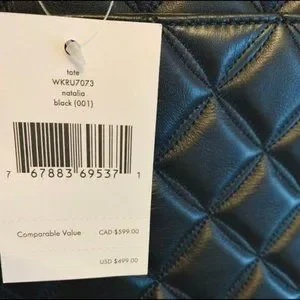 tote
WKRU7073
natalia
black (001)
7 67883 69537 1
Comparable Value CAD $599.00
USD $499.00